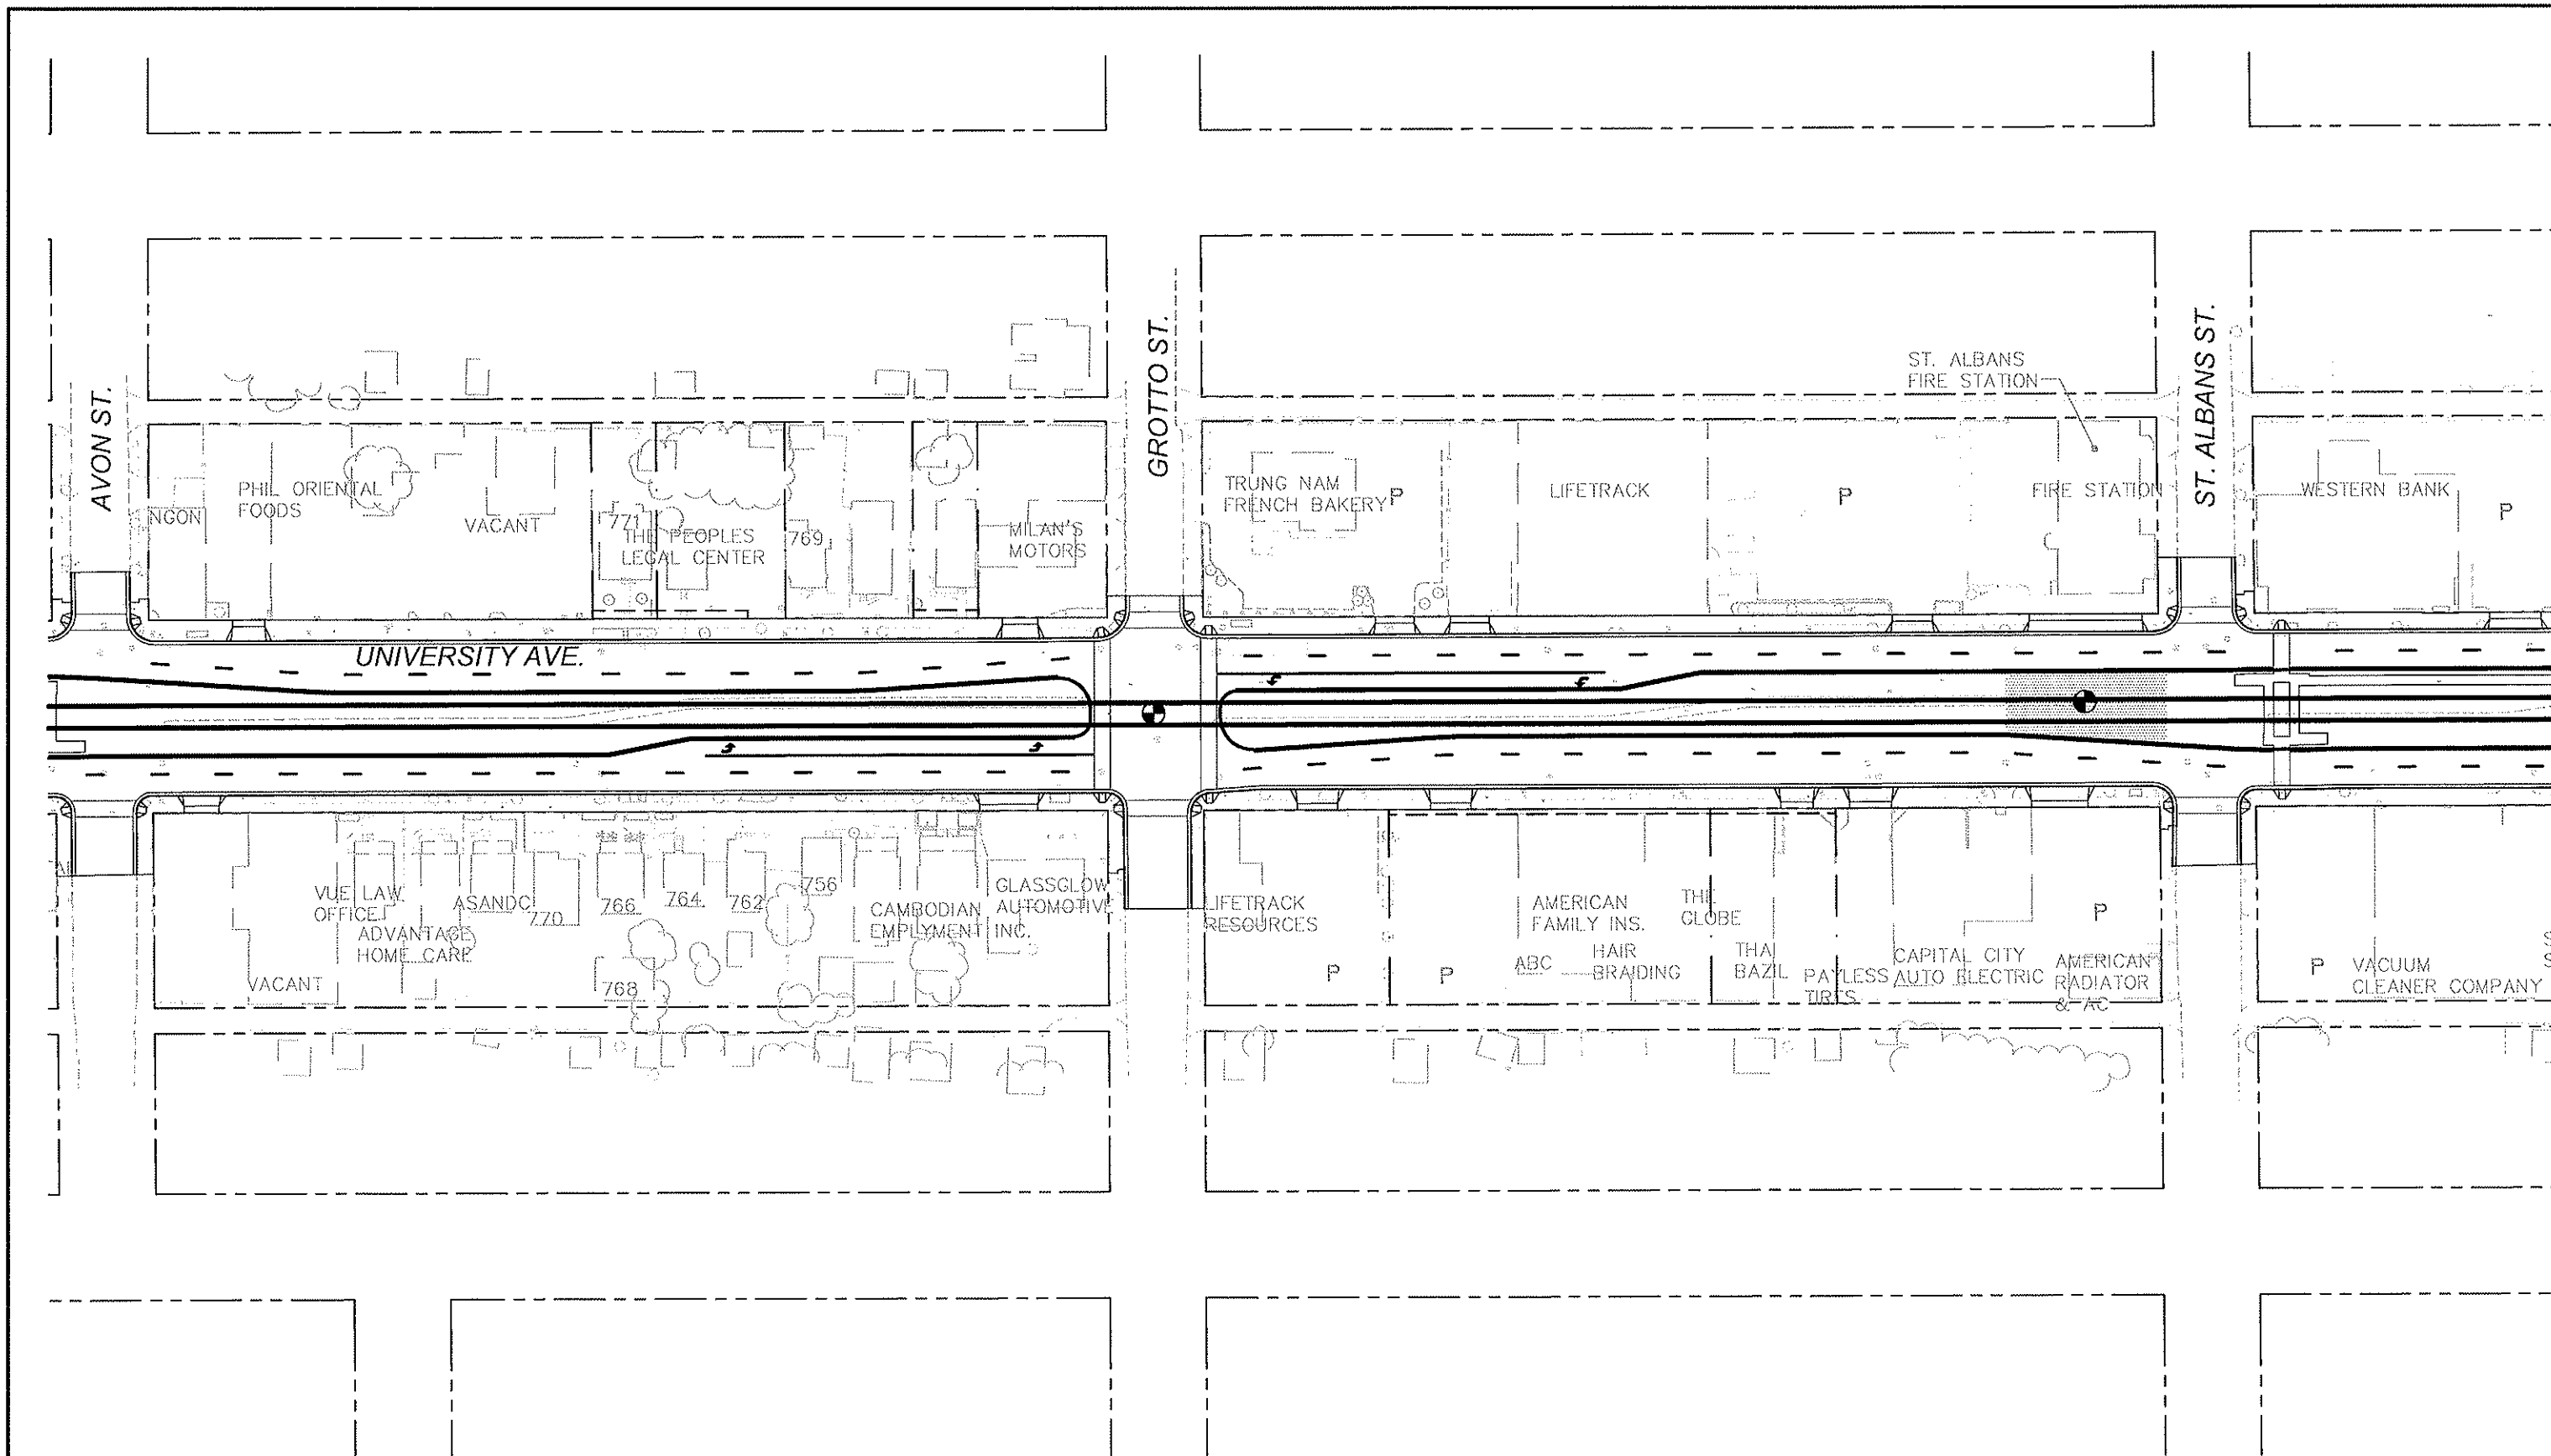 AVON ST.
GROTTO ST.
ST. ALBANS ST.
ST. ALBANS
FIRE STATION
NGON
PHIL ORIENTAL
FOODS
VACANT
771
THE PEOPLES
LEGAL CENTER
769
MILAN'S
MOTORS
TRUNG NAM
FRENCH BAKERY
P
LIFETRACK
P
FIRE STATION
WESTERN BANK
P
UNIVERSITY AVE.
VUE LAW
OFFICE
ADVANTAGE
HOME CARE
VACANT
ASANDC
770
766
764
762
756
768
CAMBODIAN
EMPLYMENT INC.
GLASSGLOW
AUTOMOTIVE
LIFETRACK
RESOURCES
P
P
AMERICAN
FAMILY INS.
ABC
HAIR
BRAIDING
THE
GLOBE
THAI
BAZIL
PAYLESS
TIRES
CAPITAL CITY
AUTO ELECTRIC
P
AMERICAN
RADIATOR
& AC
P
VACUUM
CLEANER COMPANY
S
S